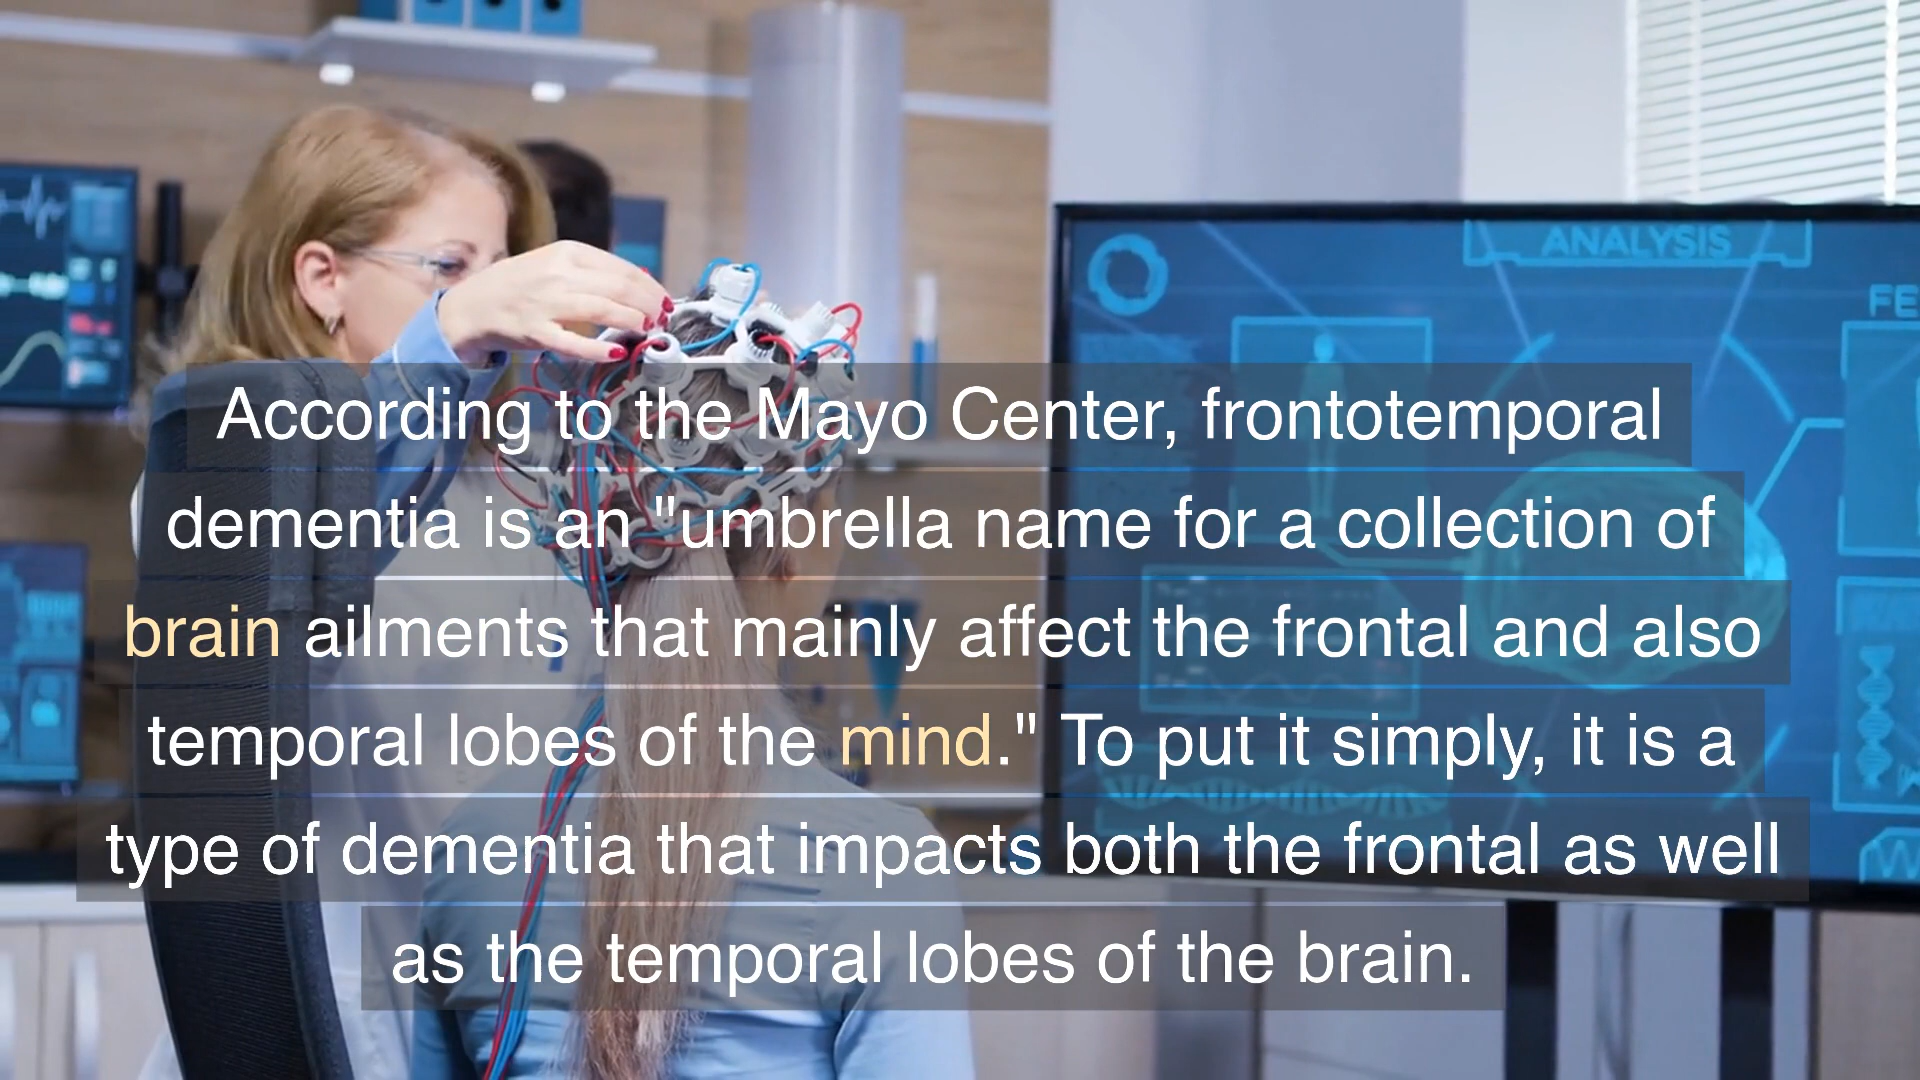 ANALYSIS
FE
According to the Mayo Center, frontotemporal
dementia is an "umbrella name for a collection of
brain ailments that mainly affect the frontal and also
temporal lobes of the mind." To put it simply, it is a
type of dementia that impacts both the frontal as well
as the temporal lobes of the brain.